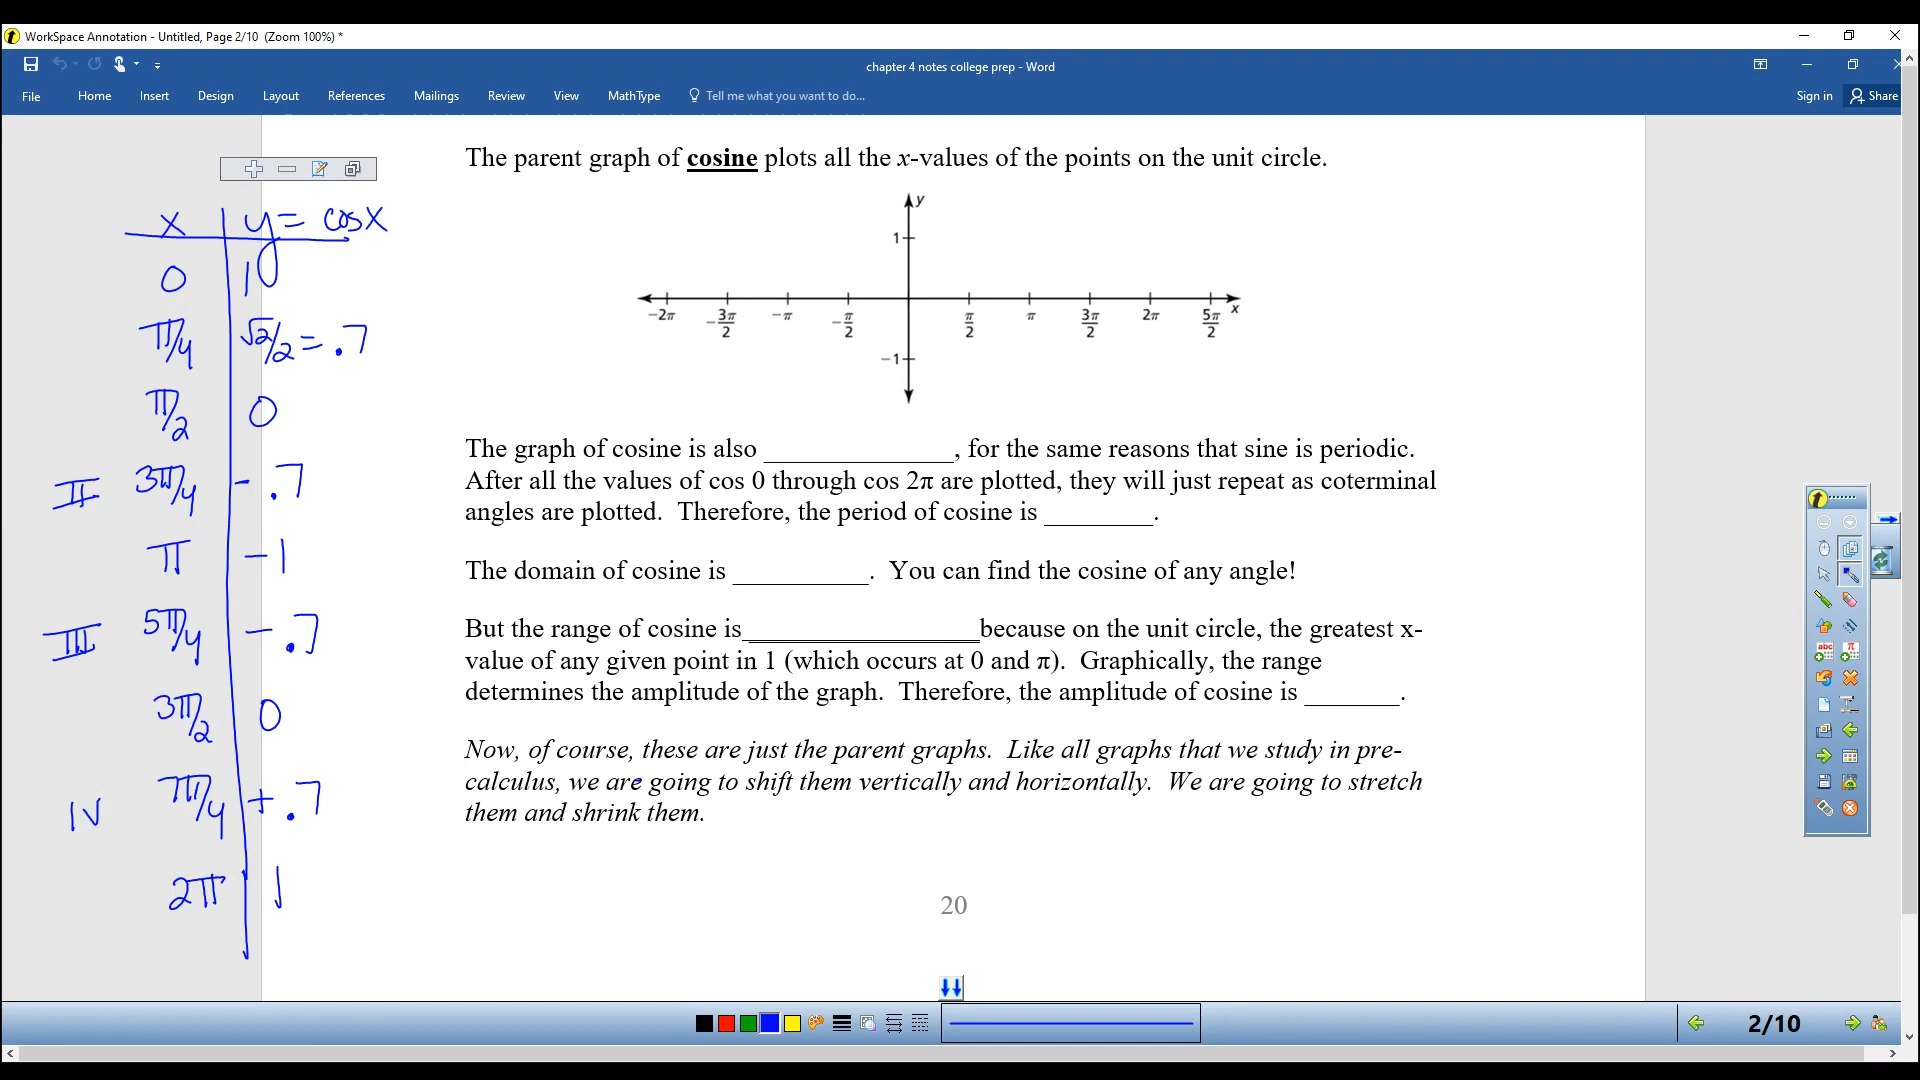 WorkSpace Annotation - Untitled, Page 2/10 (Zoom 100%) *
chapter 4 notes college prep - Word
File Home Insert Design Layout References Mailings Review View MathType Tell me what you want to do... Sign in Share
The parent graph of cosine plots all the x-values of the points on the unit circle.
x y = cosx
0 1
π/4 √2/2 = .7
π/2 0
II 3π/4 - .7
π -1
III 5π/4 - .7
3π/2 0
IV 7π/4 + .7
2π 1
y
1
-2π -3π/2 -π -π/2 π/2 π 3π/2 2π 5π/2 x
-1
The graph of cosine is also ______________, for the same reasons that sine is periodic.
After all the values of cos 0 through cos 2π are plotted, they will just repeat as coterminal
angles are plotted. Therefore, the period of cosine is ________.
The domain of cosine is __________. You can find the cosine of any angle!
But the range of cosine is_________________because on the unit circle, the greatest x-
value of any given point in 1 (which occurs at 0 and π). Graphically, the range
determines the amplitude of the graph. Therefore, the amplitude of cosine is _______.
Now, of course, these are just the parent graphs. Like all graphs that we study in pre-
calculus, we are going to shift them vertically and horizontally. We are going to stretch
them and shrink them.
20
abc π
2/10